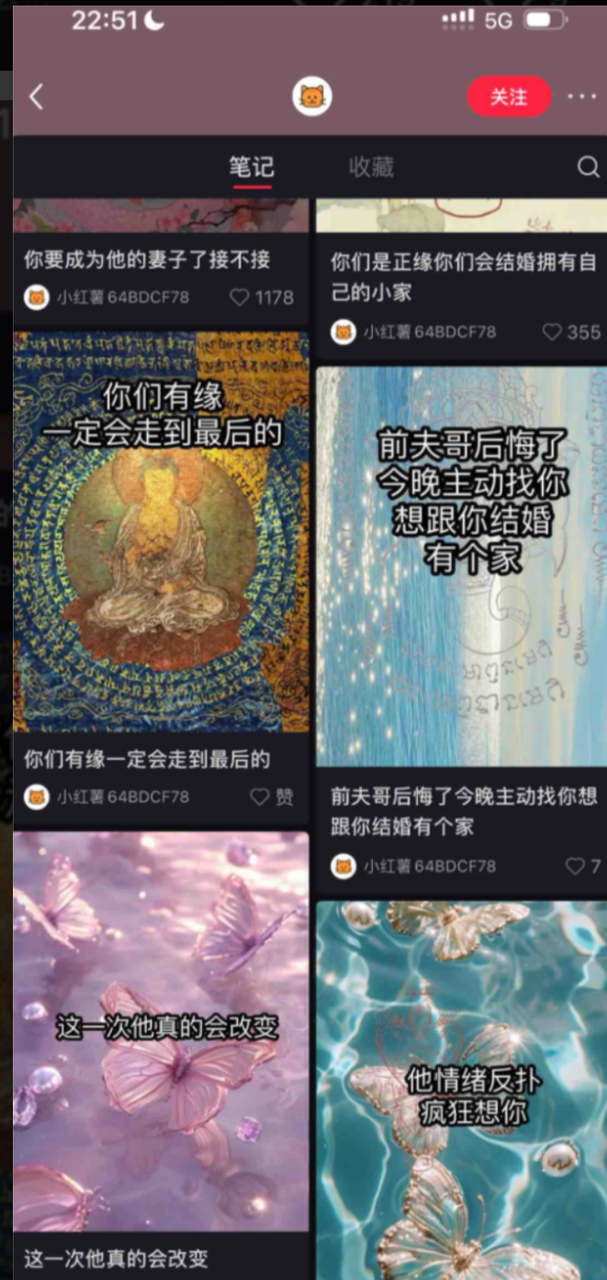 22:51
5G
关注
笔记
收藏
你要成为他的妻子了接不接
小红薯64BDCF78
1178
你们是正缘你们会结婚拥有自
己的小家
小红薯64BDCF78
355
你们有缘
一定会走到最后的
你们有缘一定会走到最后的
小红薯64BDCF78
赞
前夫哥后悔了
今晚主动找你
想跟你结婚
有个家
前夫哥后悔了今晚主动找你想
跟你结婚有个家
小红薯64BDCF78
7
这一次他真的会改变
这一次他真的会改变
他情绪反扑
疯狂想你